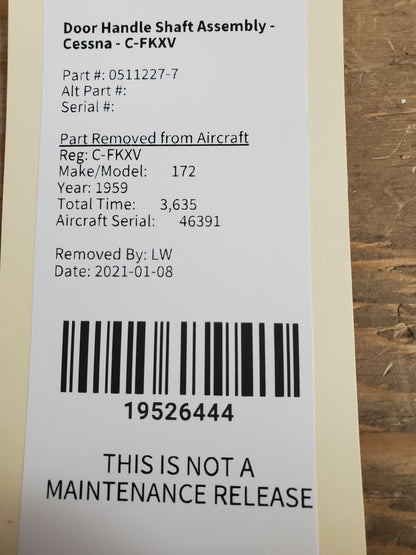 Door Handle Shaft Assembly -
Cessna - C-FKXV
Part #: 0511227-7
Alt Part #:
Serial #:
Part Removed from Aircraft
Reg: C-FKXV
Make/Model: 172
Year: 1959
Total Time: 3,635
Aircraft Serial: 46391
Removed By: LW
Date: 2021-01-08
19526444
THIS IS NOT A
MAINTENANCE RELEASE